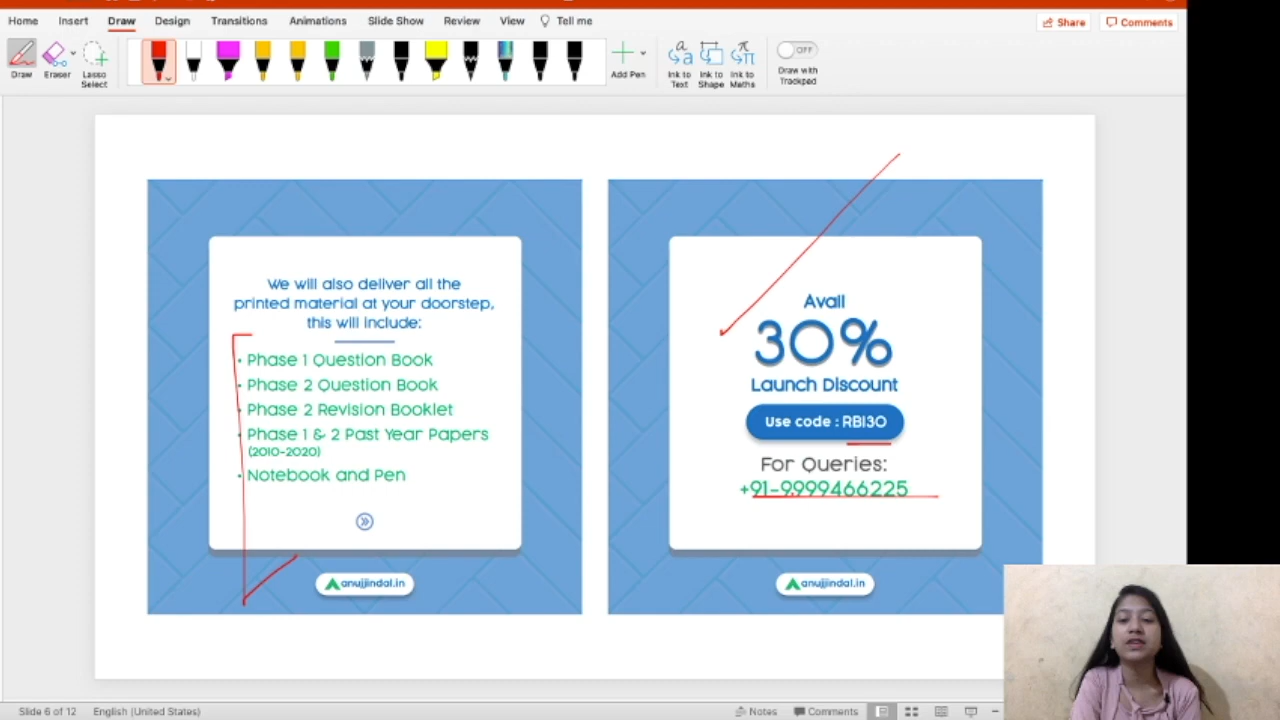 Home Insert Draw Design Transitions Animations Slide Show Review View Tell me
Share Comments
Draw Eraser Lasso Select
Add Pen
Ink to Text Ink to Shape Ink to Maths
OFF
Draw with Trackpad
We will also deliver all the
printed material at your doorstep,
this will include:
• Phase 1 Question Book
• Phase 2 Question Book
• Phase 2 Revision Booklet
• Phase 1 & 2 Past Year Papers
(2010-2020)
• Notebook and Pen
anujjindal.in
Avail
30%
Launch Discount
Use code : RBI30
For Queries:
+91-9999466225
anujjindal.in
Slide 6 of 12 English (United States)
Notes Comments